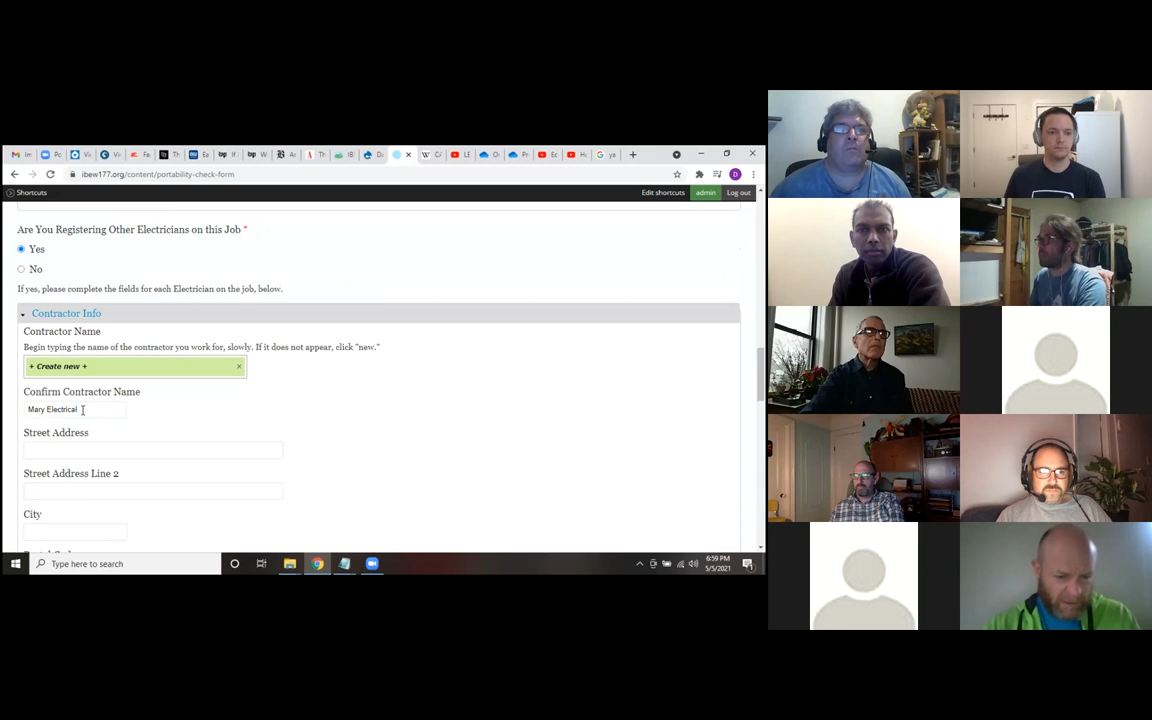 ibew177.org/content/portability-check-form
Shortcuts
Edit shortcuts
admin
Log out
Are You Registering Other Electricians on this Job *
Yes
No
If yes, please complete the fields for each Electrician on the job, below.
Contractor Info
Contractor Name
Begin typing the name of the contractor you work for, slowly. If it does not appear, click "new."
+ Create new +
Confirm Contractor Name
Mary Electrical
Street Address
Street Address Line 2
City
Type here to search
6:59 PM
5/5/2021